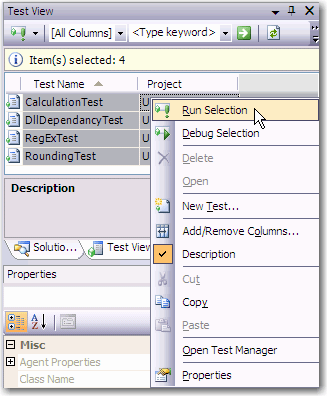 Test View
[All Columns]
<Type keyword>
Item(s) selected: 4
Test Name
Project
CalculationTest
U
DllDependancyTest
U
RegExTest
U
RoundingTest
U
Run Selection
Debug Selection
Delete
Open
New Test...
Add/Remove Columns...
Description
Cut
Copy
Paste
Open Test Manager
Properties
Description
Solutio...
Test View
Properties
A
Z
Misc
Agent Properties
Class Name